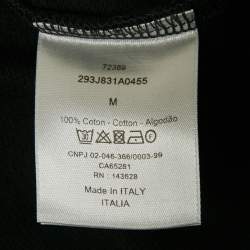 72389
293J831A0455
M
100% Coton - Cotton - Algodão
CNPJ 02-046-366/0003-99
CA65281
RN : 143628
Made in ITALY
ITALIA